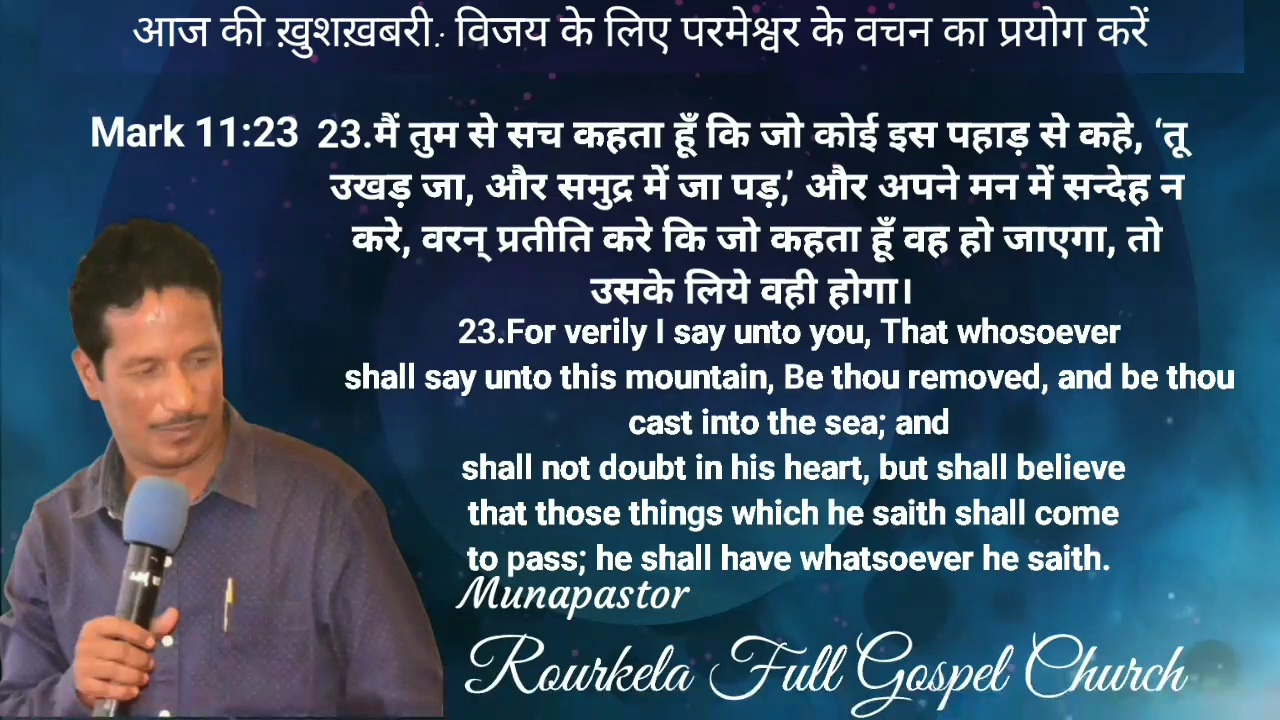 आज की ख़ुशख़बरी: विजय के लिए परमेश्वर के वचन का प्रयोग करें
Mark 11:23 23.मैं तुम से सच कहता हूँ कि जो कोई इस पहाड़ से कहे, ‘तू
उखड़ जा, और समुद्र में जा पड़,’ और अपने मन में सन्देह न
करे, वरन् प्रतीति करे कि जो कहता हूँ वह हो जाएगा, तो
उसके लिये वही होगा।
23.For verily I say unto you, That whosoever
shall say unto this mountain, Be thou removed, and be thou
cast into the sea; and
shall not doubt in his heart, but shall believe
that those things which he saith shall come
to pass; he shall have whatsoever he saith.
Munapastor
Rourkela Full Gospel Church